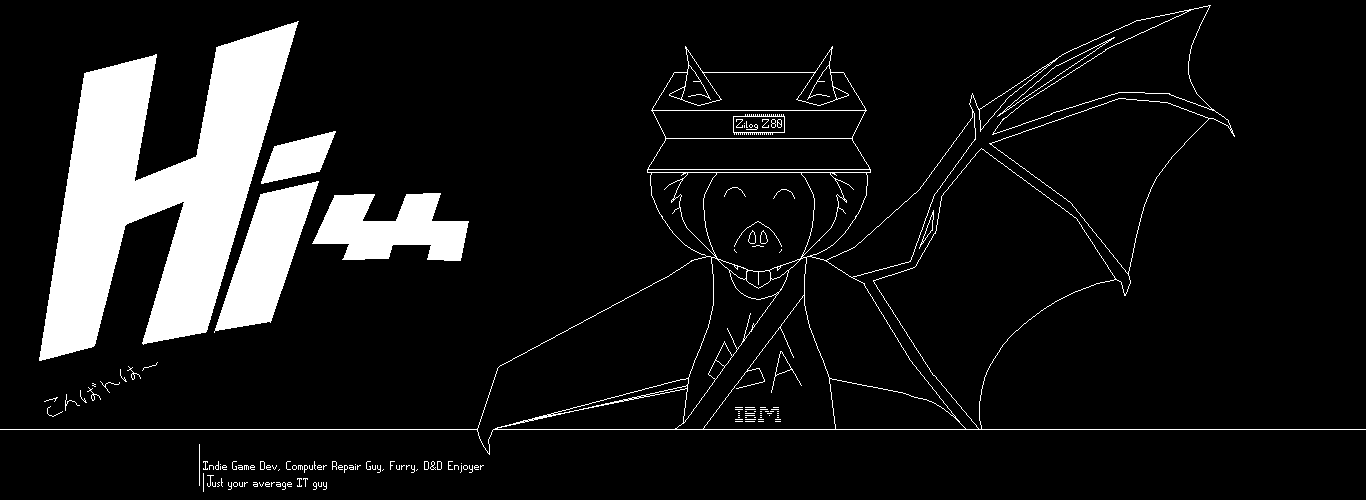 Hi
こんばんは〜
Zilog Z80
IBM
Indie Game Dev, Computer Repair Guy, Furry, D&D Enjoyer
Just your average IT guy